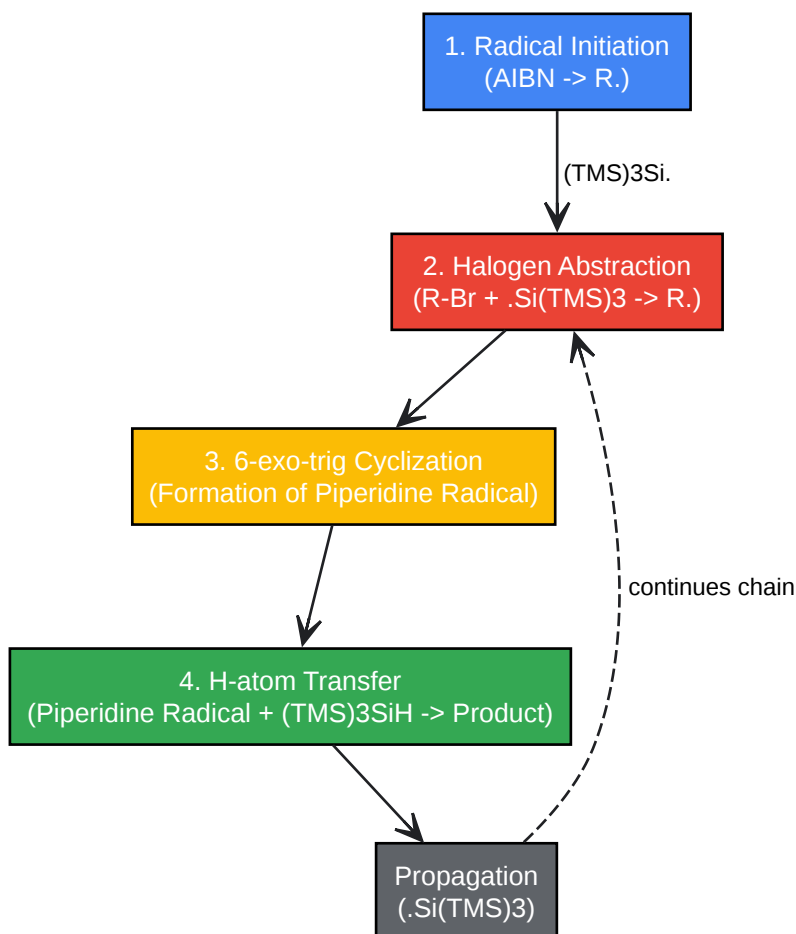 1. Radical Initiation
(AIBN -> R.)
(TMS)3Si.
2. Halogen Abstraction
(R-Br + .Si(TMS)3 -> R.)
3. 6-exo-trig Cyclization
(Formation of Piperidine Radical)
continues chain
4. H-atom Transfer
(Piperidine Radical + (TMS)3SiH -> Product)
Propagation
(.Si(TMS)3)